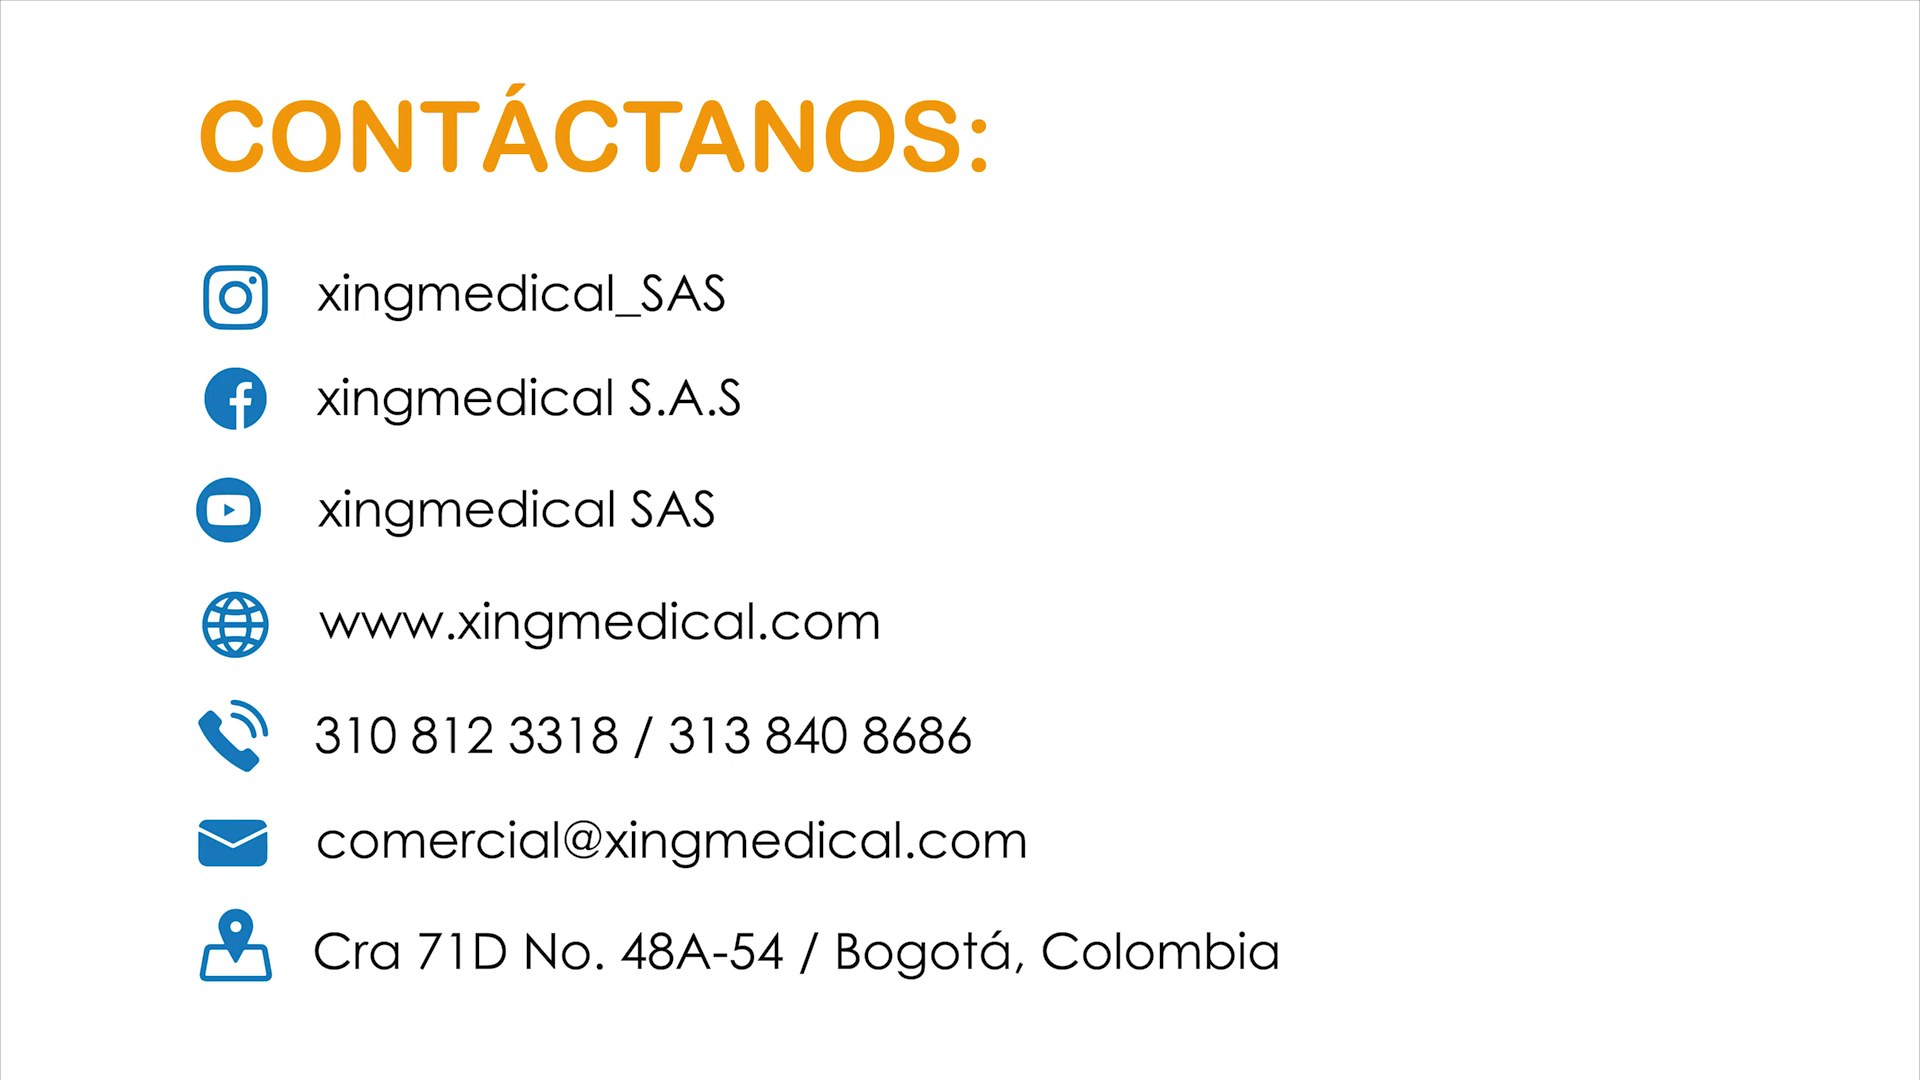 CONTÁCTANOS:
xingmedical_SAS
xingmedical S.A.S
xingmedical SAS
www.xingmedical.com
310 812 3318 / 313 840 8686
comercial@xingmedical.com
Cra 71D No. 48A-54 / Bogotá, Colombia